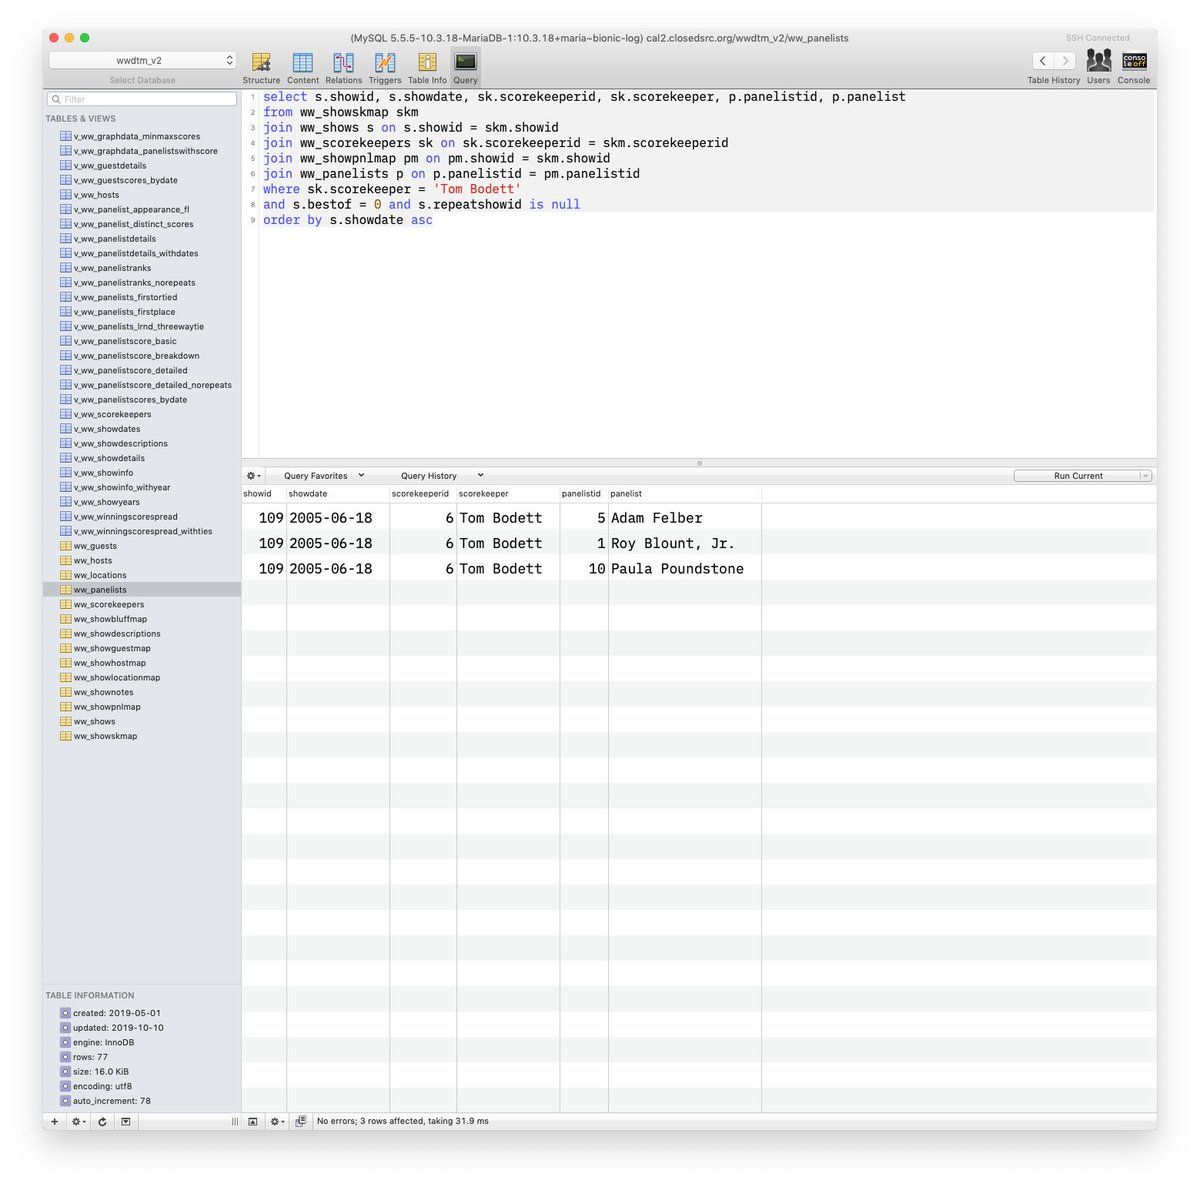 (MySQL 5.5.5-10.3.18-MariaDB-1:10.3.18+maria~bionic-log) cal2.closedsrc.org/wwdtm_v2/ww_panelists
SSH Connected
wwdtm_v2
Select Database
Structure Content Relations Triggers Table Info Query
Table History Users Console
conso
le off
Filter
TABLES & VIEWS
v_ww_graphdata_minmaxscores
v_ww_graphdata_panelistswithscore
v_ww_guestdetails
v_ww_guestscores_bydate
v_ww_hosts
v_ww_panelist_appearance_fl
v_ww_panelist_distinct_scores
v_ww_panelistdetails
v_ww_panelistdetails_withdates
v_ww_panelistranks
v_ww_panelistranks_norepeats
v_ww_panelists_firstortied
v_ww_panelists_firstplace
v_ww_panelists_lrnd_threewaytie
v_ww_panelistscore_basic
v_ww_panelistscore_breakdown
v_ww_panelistscore_detailed
v_ww_panelistscore_detailed_norepeats
v_ww_panelistscores_bydate
v_ww_scorekeepers
v_ww_showdates
v_ww_showdescriptions
v_ww_showdetails
v_ww_showinfo
v_ww_showinfo_withyear
v_ww_showyears
v_ww_winningscorespread
v_ww_winningscorespread_withties
ww_guests
ww_hosts
ww_locations
ww_panelists
ww_scorekeepers
ww_showbluffmap
ww_showdescriptions
ww_showguestmap
ww_showhostmap
ww_showlocationmap
ww_shownotes
ww_showpnlmap
ww_shows
ww_showskmap
TABLE INFORMATION
created: 2019-05-01
updated: 2019-10-10
engine: InnoDB
rows: 77
size: 16.0 KiB
encoding: utf8
auto_increment: 78
1 select s.showid, s.showdate, sk.scorekeeperid, sk.scorekeeper, p.panelistid, p.panelist
2 from ww_showskmap skm
3 join ww_shows s on s.showid = skm.showid
4 join ww_scorekeepers sk on sk.scorekeeperid = skm.scorekeeperid
5 join ww_showpnlmap pm on pm.showid = skm.showid
6 join ww_panelists p on p.panelistid = pm.panelistid
7 where sk.scorekeeper = 'Tom Bodett'
8 and s.bestof = 0 and s.repeatshowid is null
9 order by s.showdate asc
Query Favorites Query History Run Current
showid showdate scorekeeperid scorekeeper panelistid panelist
109 2005-06-18 6 Tom Bodett 5 Adam Felber
109 2005-06-18 6 Tom Bodett 1 Roy Blount, Jr.
109 2005-06-18 6 Tom Bodett 10 Paula Poundstone
No errors; 3 rows affected, taking 31.9 ms